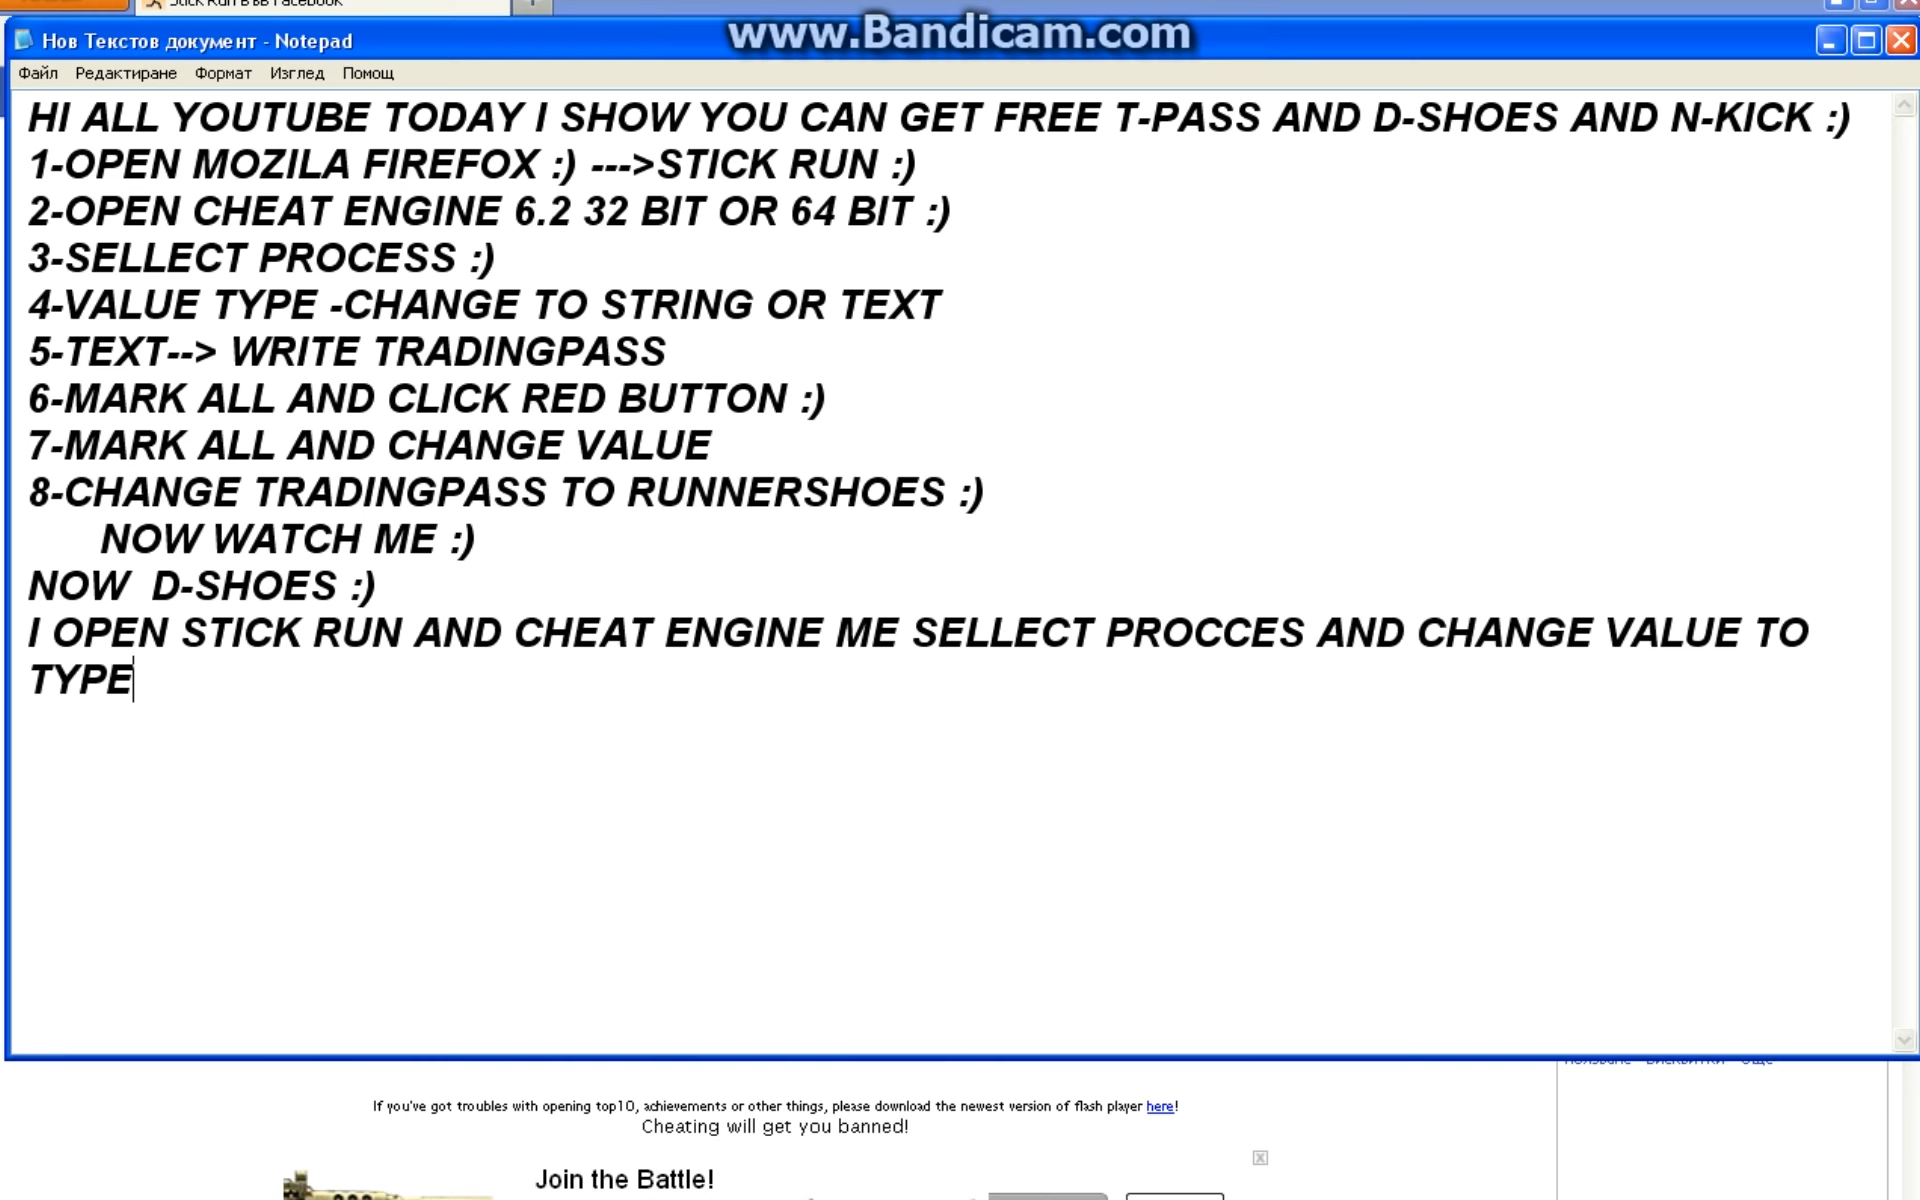 Stick Run във Facebook
www.Bandicam.com
Нов Текстов документ - Notepad
Файл Редактиране Формат Изглед Помощ
HI ALL YOUTUBE TODAY I SHOW YOU CAN GET FREE T-PASS AND D-SHOES AND N-KICK :)
1-OPEN MOZILA FIREFOX :) --->STICK RUN :)
2-OPEN CHEAT ENGINE 6.2 32 BIT OR 64 BIT :)
3-SELLECT PROCESS :)
4-VALUE TYPE -CHANGE TO STRING OR TEXT
5-TEXT--> WRITE TRADINGPASS
6-MARK ALL AND CLICK RED BUTTON :)
7-MARK ALL AND CHANGE VALUE
8-CHANGE TRADINGPASS TO RUNNERSHOES :)
NOW WATCH ME :)
NOW  D-SHOES :)
I OPEN STICK RUN AND CHEAT ENGINE ME SELLECT PROCCES AND CHANGE VALUE TO
TYPE
If you've got troubles with opening top10, achievements or other things, please download the newest version of flash player here!
Cheating will get you banned!
Join the Battle!